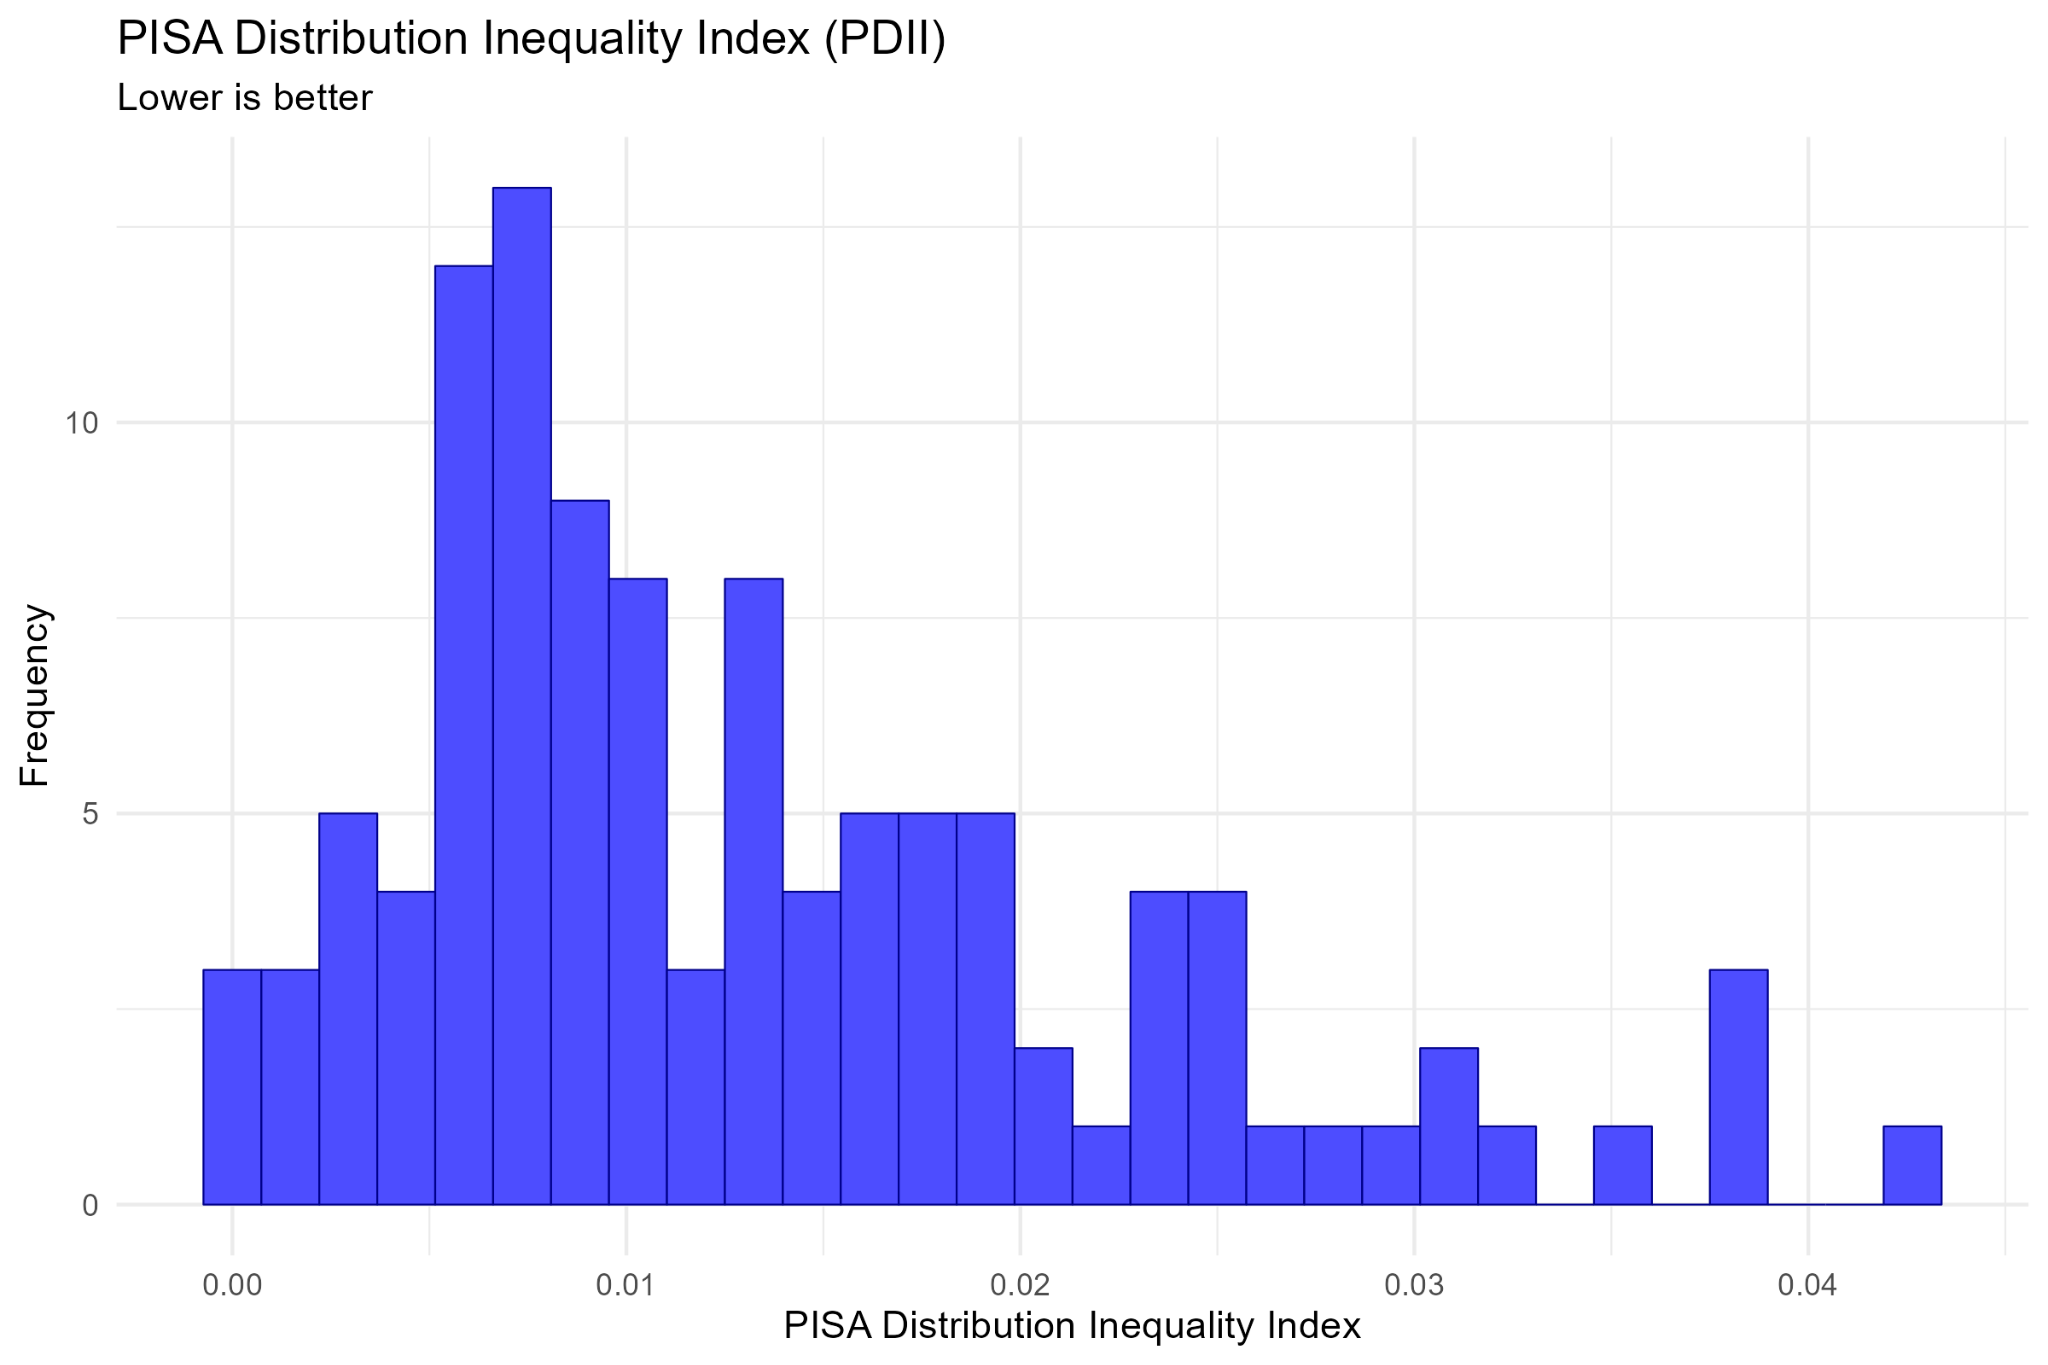 PISA Distribution Inequality Index (PDII)
Lower is better
Frequency
10
5
0
0.00 0.01 0.02 0.03 0.04
PISA Distribution Inequality Index